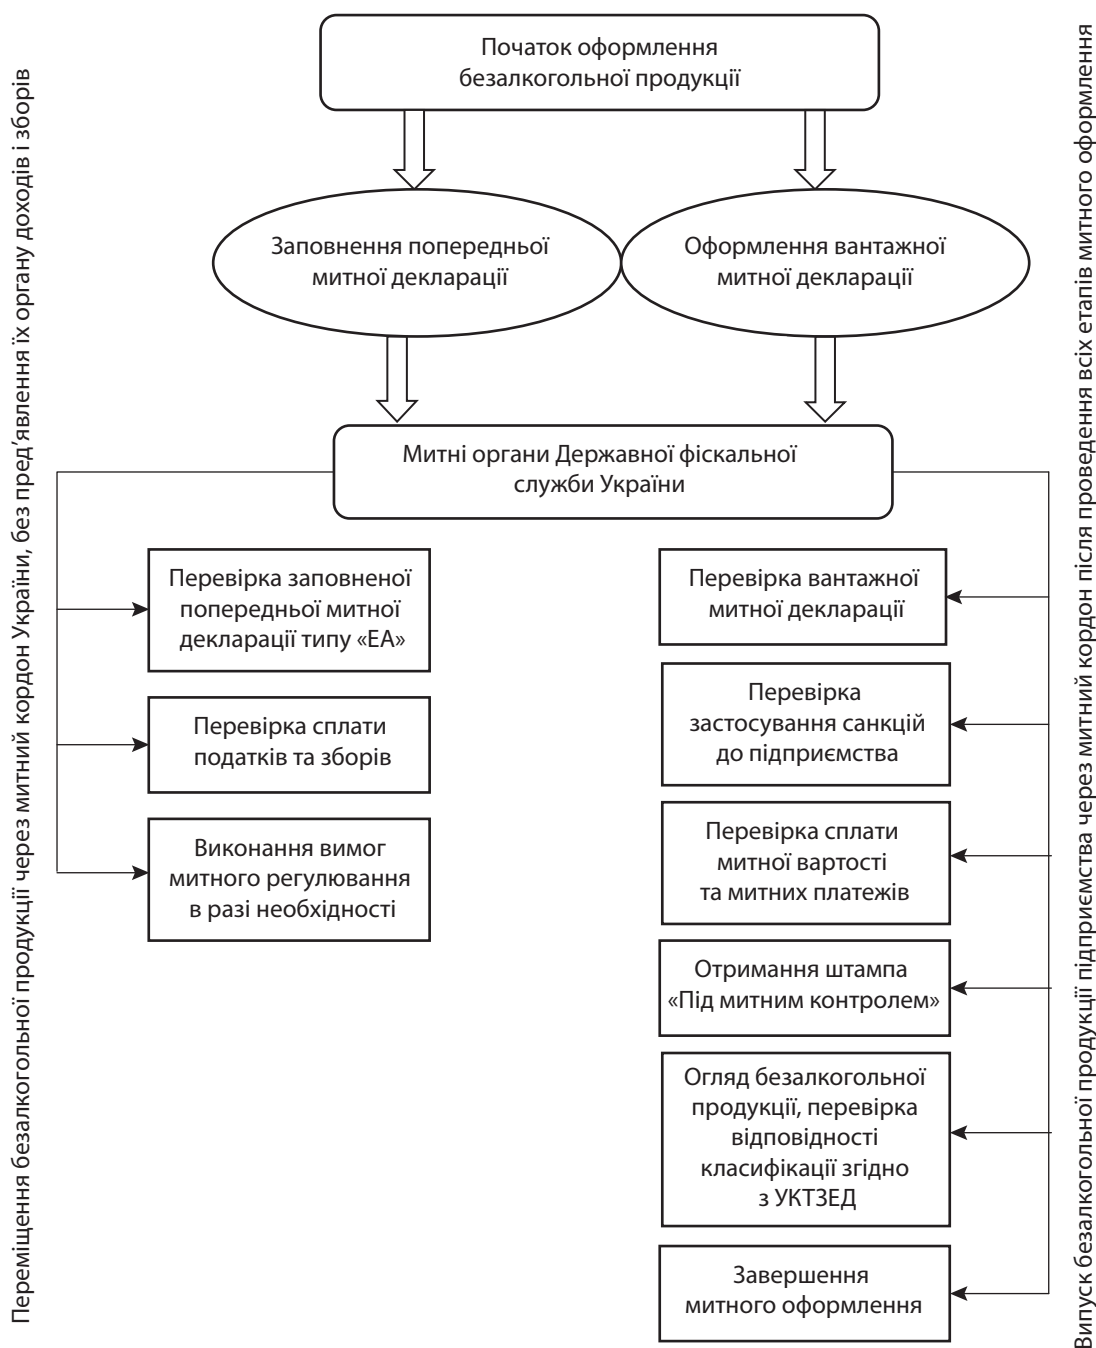 Переміщення безалкогольної продукції через митний кордон України, без пред’явлення їх органу доходів і зборів
Початок оформлення
безалкогольної продукції
Заповнення попередньої
митної декларації
Оформлення вантажної
митної декларації
Митні органи Державної фіскальної
служби України
Перевірка заповненої
попередньої митної
декларації типу «ЕА»
Перевірка сплати
податків та зборів
Виконання вимог
митного регулювання
в разі необхідності
Перевірка вантажної
митної декларації
Перевірка
застосування санкцій
до підприємства
Перевірка сплати
митної вартості
та митних платежів
Отримання штампа
«Під митним контролем»
Огляд безалкогольної
продукції, перевірка
відповідності
класифікації згідно
з УКТЗЕД
Завершення
митного оформлення
Випуск безалкогольної продукції підприємства через митний кордон після проведення всіх етапів митного оформлення